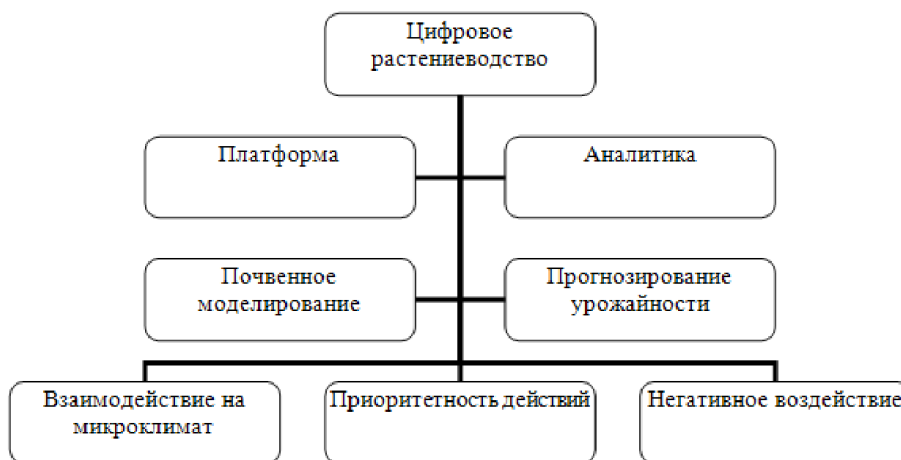 Цифровое
растениеводство
Платформа
Аналитика
Почвенное
моделирование
Прогнозирование
урожайности
Взаимодействие на
микроклимат
Приоритетность действий
Негативное воздействие